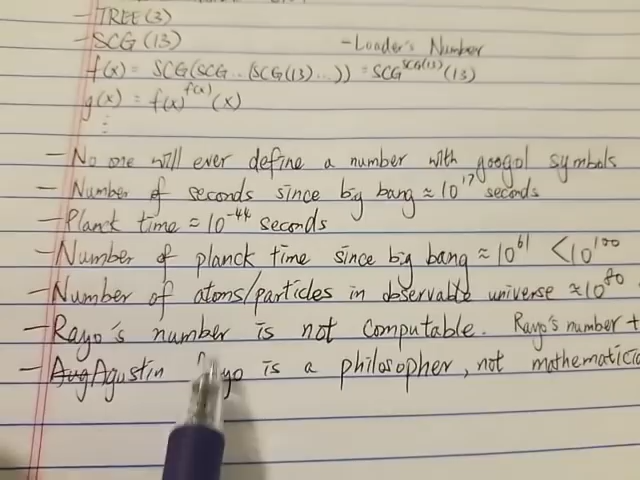 - TREE(3)
- SCG(13) - Loader's Number
f(x) = SCG(SCG...(SCG(13)...)) = SCG^SCG(13) (13)
g(x) = f(x)^f(x) (x)
⋮
- No one will ever define a number with googol symbols
- Number of seconds since big bang ≈ 10^17 seconds
- Planck time ≈ 10^-44 seconds
- Number of planck time since big bang ≈ 10^61 < 10^100
- Number of atoms/particles in observable universe ≈ 10^80.
- Rayo's number is not computable. Rayo's number +
- Agustin is a philosopher, not